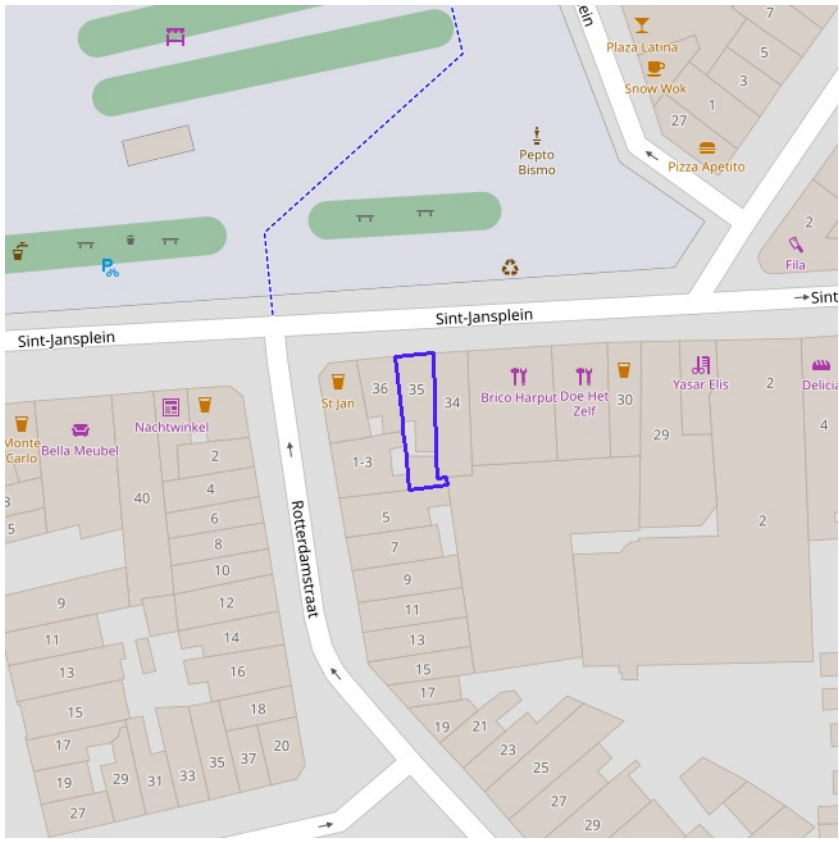 ein
Plaza Latina
7
5
Snow Wok
3
1
27
Pizza Apetito
Pepto
Bismo
2
Fila
Sint-Jansplein
Sint-Jansplein
Sint
St Jan
36
35
34
Brico Harput
Doe Het
Zelf
30
Yasar Elis
2
Delicia
4
29
2
Monte
Carlo
Bella Meubel
Nachtwinkel
2
40
4
6
8
10
12
14
16
18
20
3
5
9
11
13
15
17
19
27
29
31
33
35
37
Rotterdamstraat
1-3
5
7
9
11
13
15
17
19
21
23
25
27
29